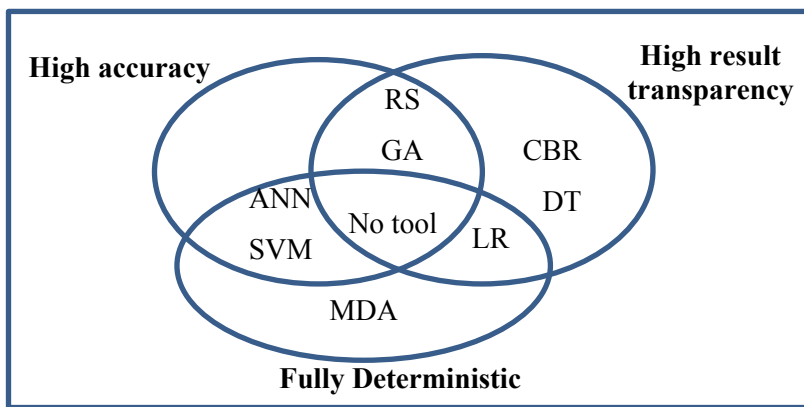 High accuracy
High result
transparency
RS
GA
CBR
ANN
DT
No tool
SVM
LR
MDA
Fully Deterministic